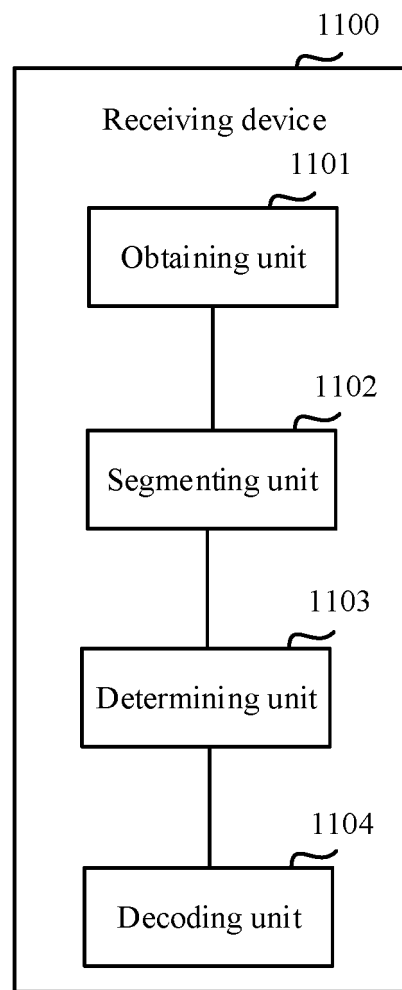 1100
Receiving device
1101
Obtaining unit
1102
Segmenting unit
1103
Determining unit
1104
Decoding unit